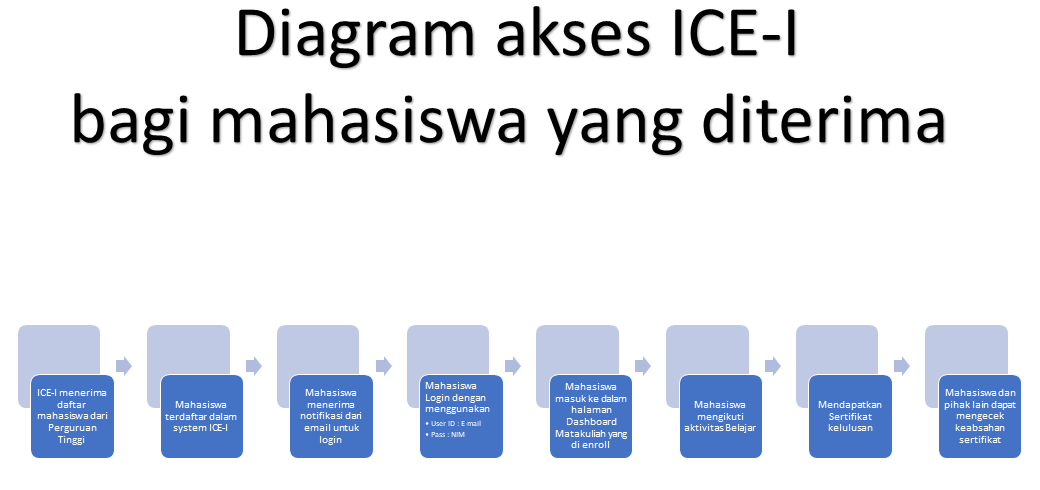 Diagram akses ICE-I
bagi mahasiswa yang diterima
ICE-I menerima
daftar
mahasiswa dari
Perguruan
Tinggi
Mahasiswa
terdaftar dalam
system ICE-I
Mahasiswa
menerima
notifikasi dari
email untuk
login
Mahasiswa
Login dengan
menggunakan
• User ID : E-mail
• Pass : NIM
Mahasiswa
masuk ke dalam
halaman
Dashboard
Matakuliah yang
di enroll
Mahasiswa
mengikuti
aktivitas Belajar
Mendapatkan
Sertifikat
kelulusan
Mahasiswa dan
pihak lain dapat
mengecek
keabsahan
sertifikat